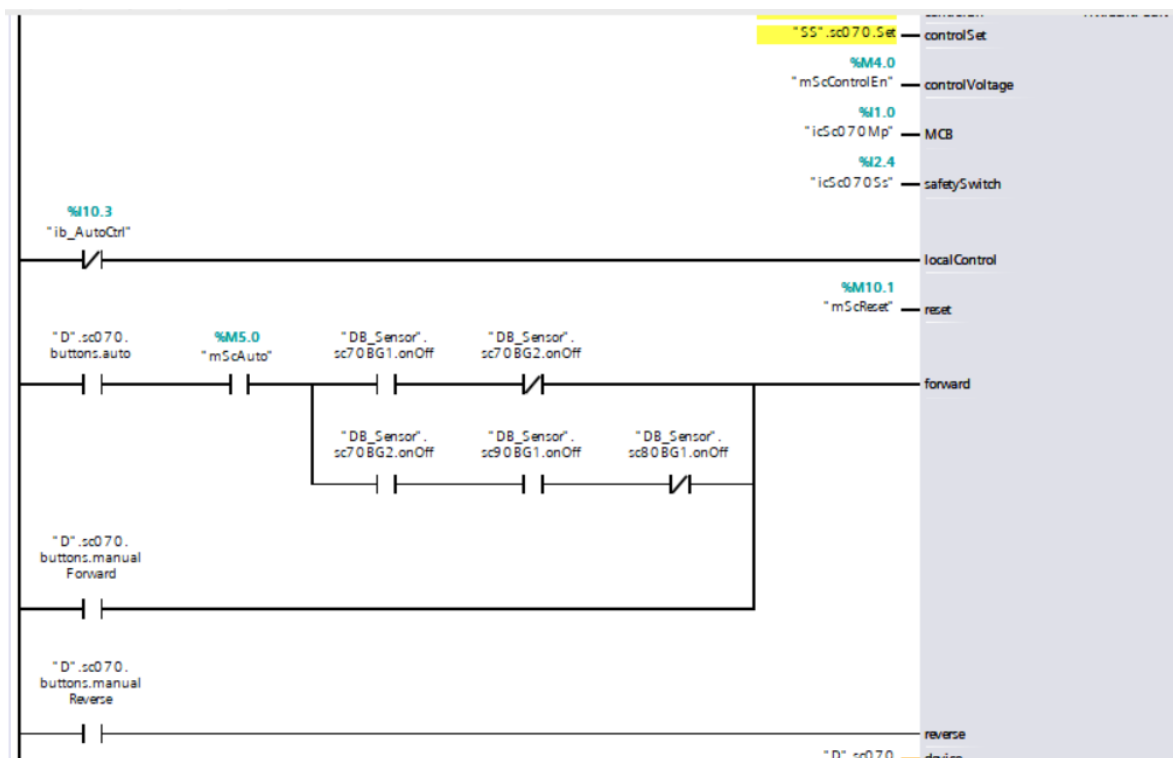 "SS".sc070.Set controlSet
%M4.0
"mScControlEn" controlVoltage
%I1.0
"icSc070Mp" MCB
%I2.4
"icSc070Ss" safetySwitch
%I10.3
"ib_AutoCtrl"
localControl
%M10.1
"mScReset" reset
"D".sc070. %M5.0 "DB_Sensor". "DB_Sensor".
buttons.auto "mScAuto" sc70BG1.onOff sc70BG2.onOff
forward
"DB_Sensor". "DB_Sensor". "DB_Sensor".
sc70BG2.onOff sc90BG1.onOff sc80BG1.onOff
"D".sc070.
buttons.manual
Forward
"D".sc070.
buttons.manual
Reverse
reverse
"D".sc070 device